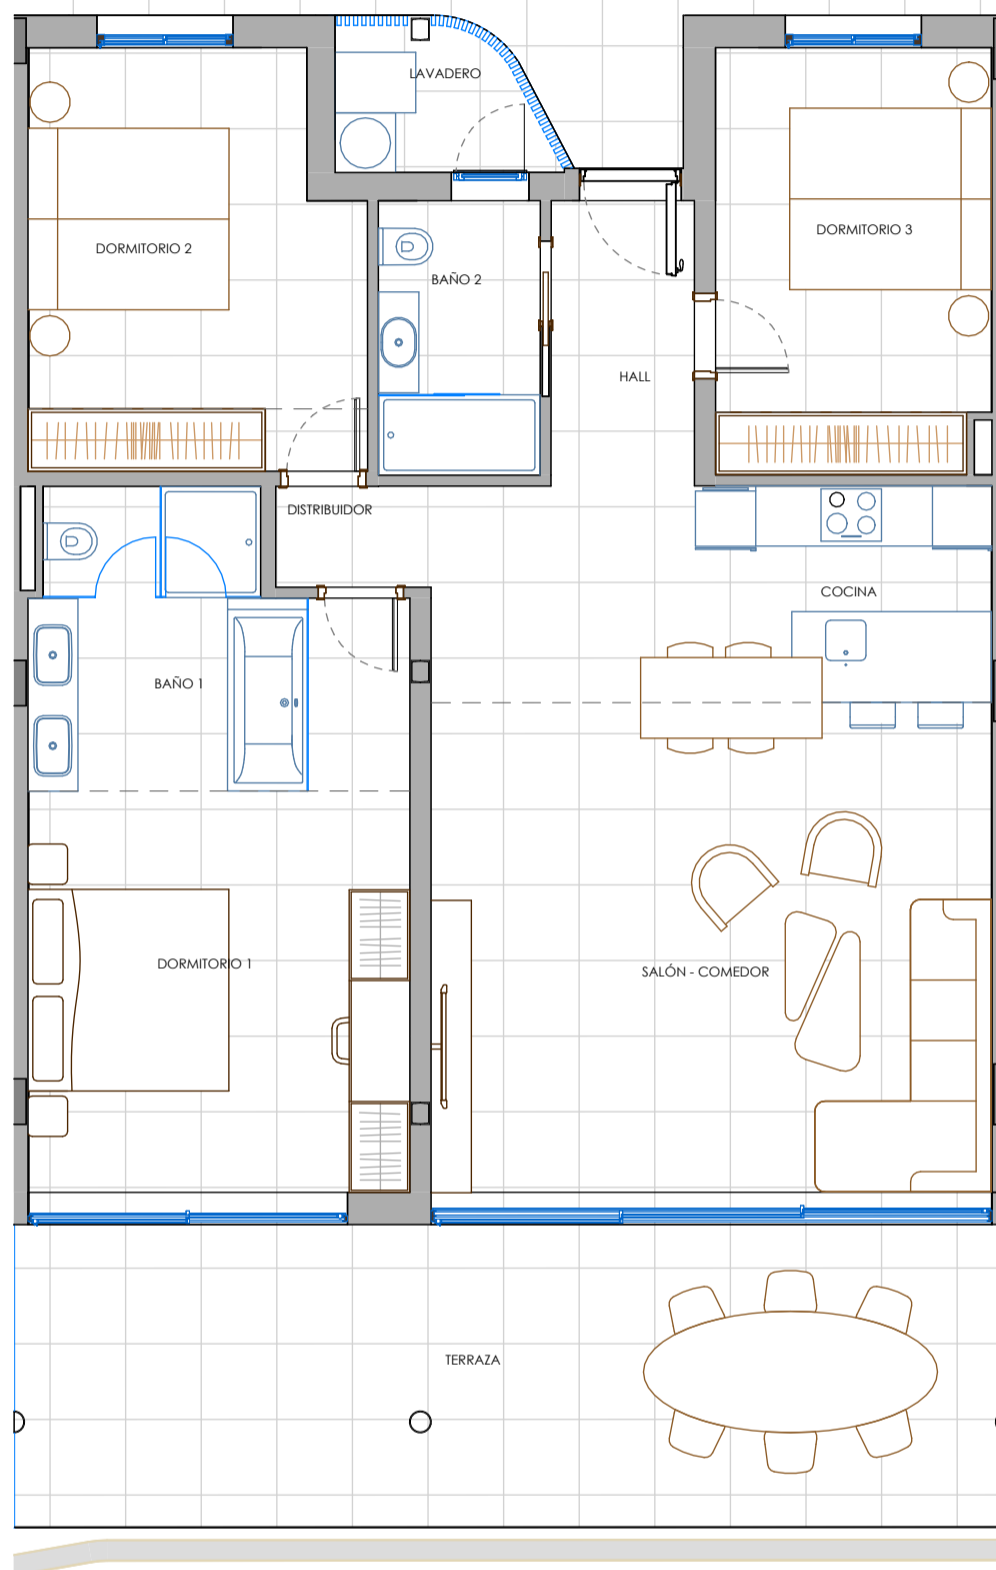 LAVADERO
DORMITORIO 2
DORMITORIO 3
BAÑO 2
HALL
DISTRIBUIDOR
COCINA
BAÑO 1
DORMITORIO 1
SALÓN - COMEDOR
TERRAZA